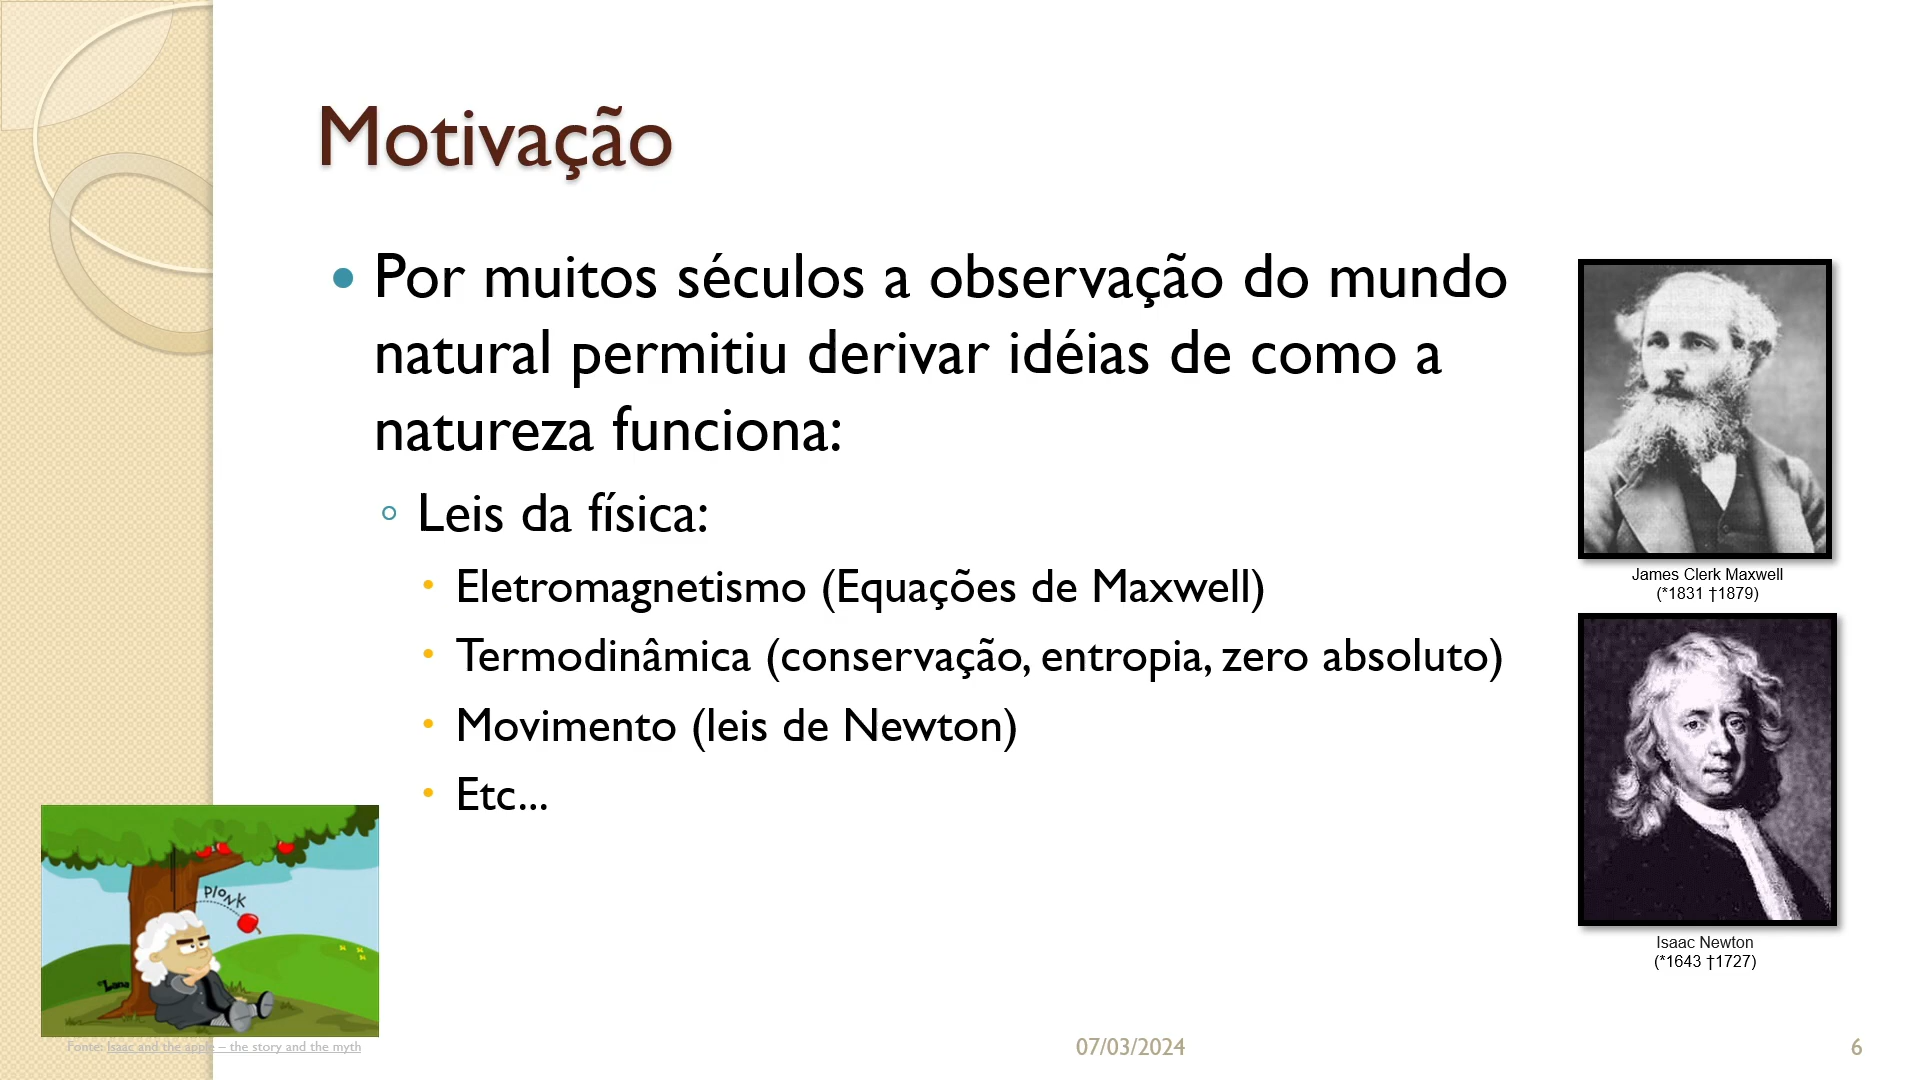 Motivação
Por muitos séculos a observação do mundo
natural permitiu derivar idéias de como a
natureza funciona:
Leis da física:
Eletromagnetismo (Equações de Maxwell)
Termodinâmica (conservação, entropia, zero absoluto)
Movimento (leis de Newton)
Etc...
James Clerk Maxwell
(*1831 †1879)
Isaac Newton
(*1643 †1727)
PlonK
Fonte: Isaac and the apple – the story and the myth
07/03/2024
6